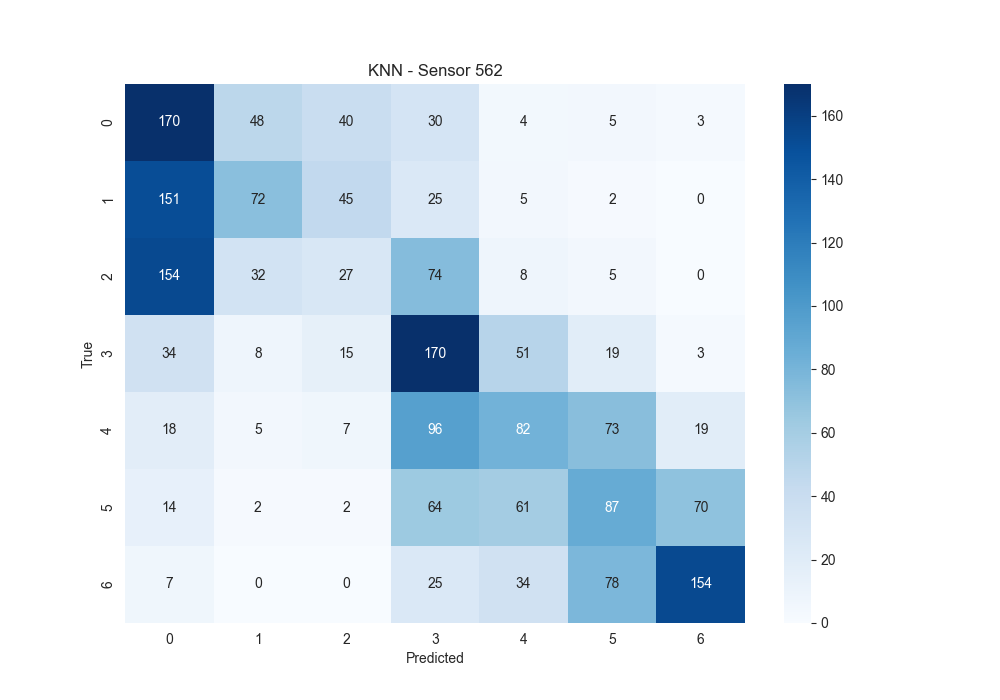 KNN - Sensor 562
0 170 48 40 30 4 5 3
1 151 72 45 25 5 2 0
2 154 32 27 74 8 5 0
3 34 8 15 170 51 19 3
4 18 5 7 96 82 73 19
5 14 2 2 64 61 87 70
6 7 0 0 25 34 78 154
0 1 2 3 4 5 6
True
Predicted
160
140
120
100
80
60
40
20
0